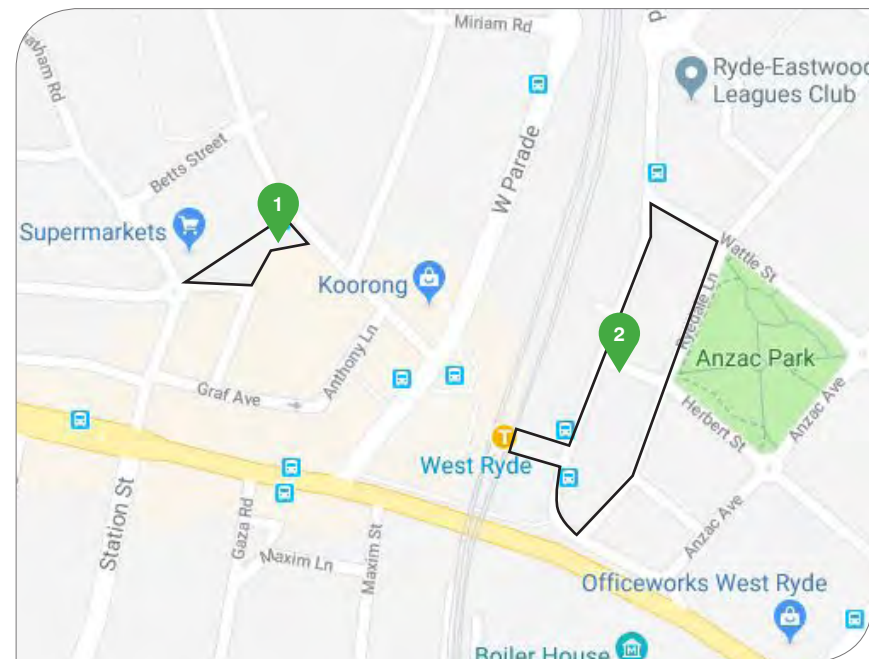 Miriam Rd
Ryde-Eastwood
Leagues Club
atham Rd
Betts Street
W Parade
1
Supermarkets
Koorong
Wattle St
Ryedale Ln
2
Anzac Park
Anthony Ln
Graf Ave
Herbert St
Anzac Ave
T
West Ryde
Station St
Gaza Rd
Maxim Ln
Maxim St
Anzac Ave
Officeworks West Ryde
Boiler House
M